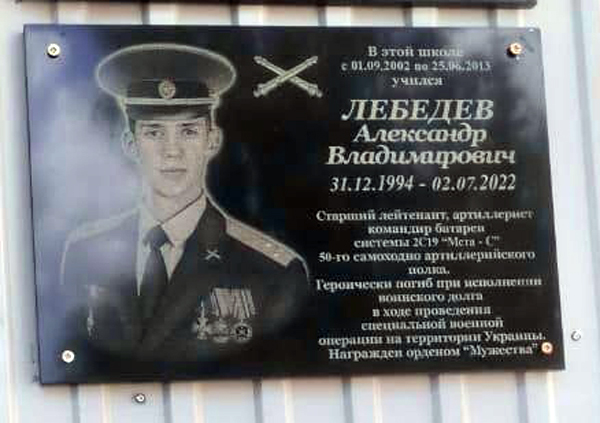 В этой школе
с 01.09.2002 по 25.06.2013
учился
ЛЕБЕДЕВ
Александр
Владимирович
31.12.1994 - 02.07.2022
Старший лейтенант, артиллерист
командир батареи
системы 2С19 "Мста - С"
50-го самоходно артиллерийского
полка.
Героически погиб при исполнении
воинского долга
в ходе проведения
специальной военной
операции на территории Украины.
Награжден орденом "Мужества"